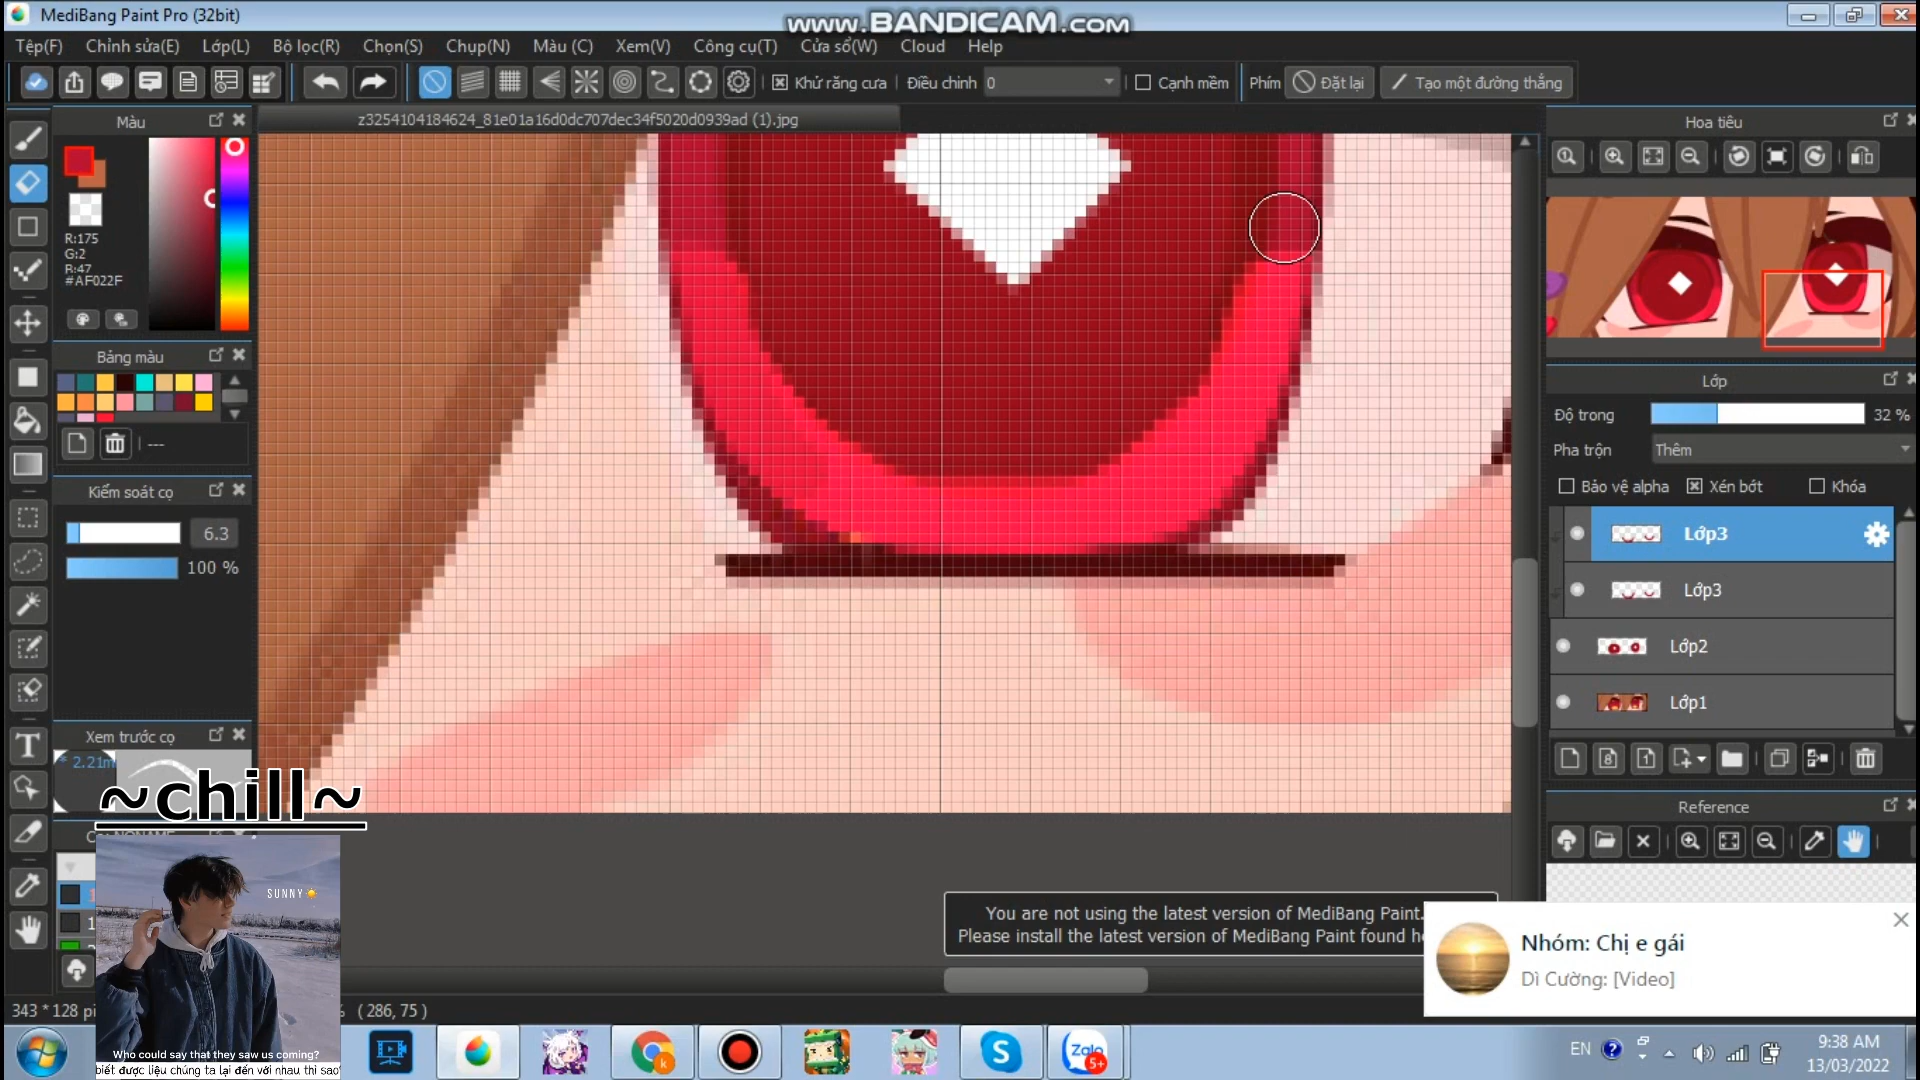 MediBang Paint Pro (32bit)
www.BANDICAM.com
Tệp(F) Chỉnh sửa(E) Lớp(L) Bộ lọc(R) Chọn(S) Chụp(N) Màu (C) Xem(V) Công cụ(T) Cửa sổ(W) Cloud Help
Khử răng cưa Điều chỉnh 0 Cạnh mềm Phím Đặt lại Tạo một đường thẳng
Màu
z3254104184624_81e01a16d0dc707dec34f5020d0939ad (1).jpg
Hoa tiêu
R:175
G:2
B:47
#AF022F
Bảng màu
---
Lớp
Độ trong 32 %
Pha trộn Thêm
Bảo vệ alpha Xén bớt Khóa
Kiểm soát cọ
6.3
100 %
Lớp3
Lớp3
Lớp2
Lớp1
Xem trước cọ
* 2.21m
~chill~
Reference
SUNNY
You are not using the latest version of MediBang Paint.
Please install the latest version of MediBang Paint found
Nhóm: Chị e gái
Dì Cường: [Video]
343 * 128 pi
( 286, 75 )
Who could say that they saw us coming?
biết được liệu chúng ta lại đến với nhau thì sao
Zalo
5+
EN
9:38 AM
13/03/2022